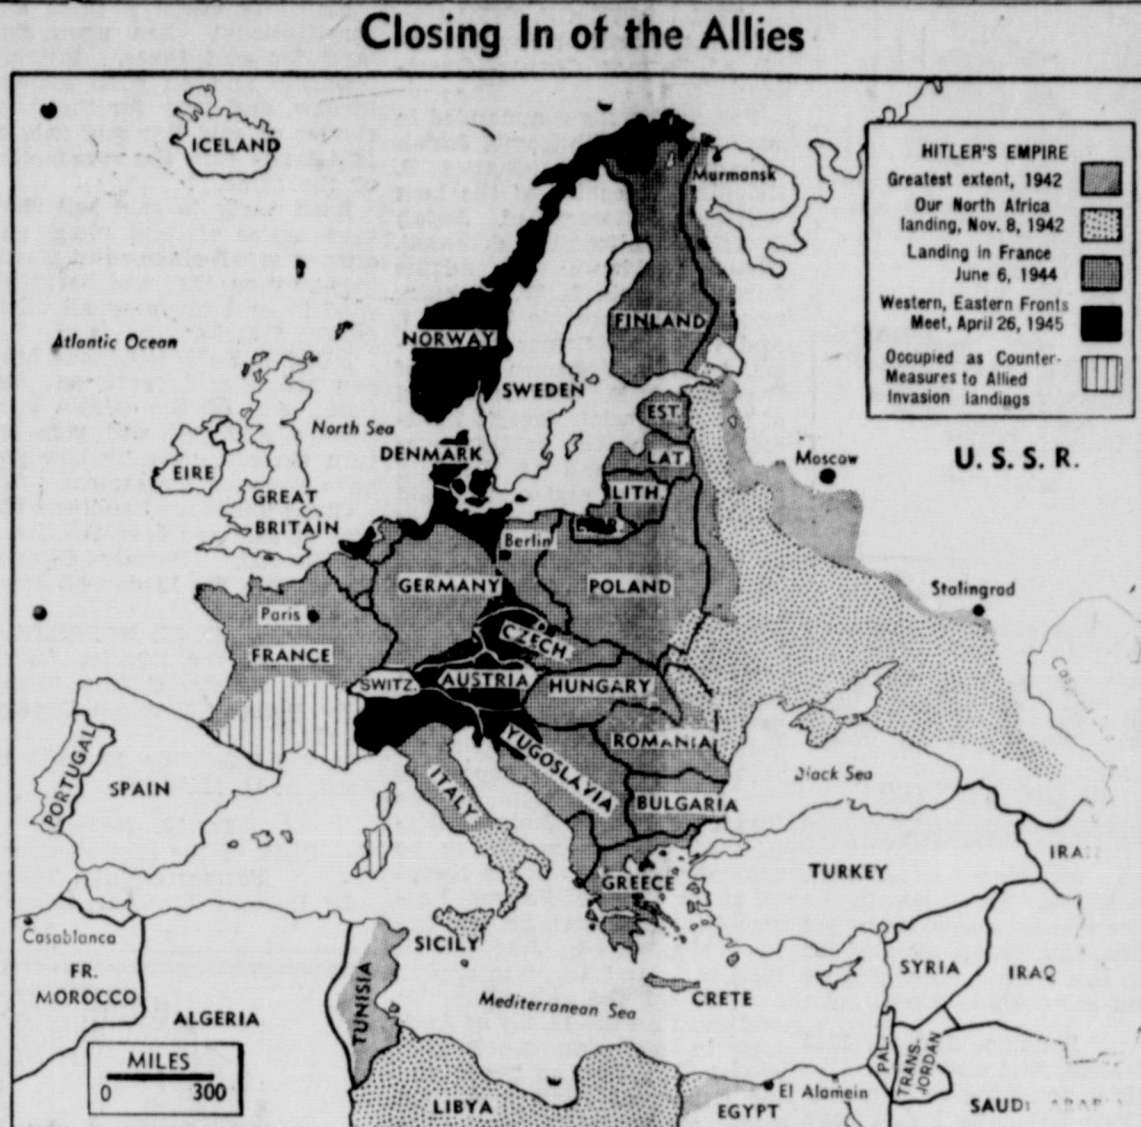 Closing In of the Allies
ICELAND
Murmansk
HITLER'S EMPIRE
Greatest extent, 1942
Our North Africa
landing, Nov. 8, 1942
Landing in France
June 6, 1944
Western, Eastern Fronts
Meet, April 26, 1945
Occupied as Counter-
Measures to Allied
Invasion landings
Atlantic Ocean
NORWAY
FINLAND
SWEDEN
North Sea
DENMARK
EST.
LAT.
LITH.
Moscow
U. S. S. R.
EIRE
GREAT
BRITAIN
Berlin
GERMANY
POLAND
Stalingrad
Paris
FRANCE
CZECH.
SWITZ.
AUSTRIA
HUNGARY
ROMANIA
YUGOSLAVIA
PORTUGAL
SPAIN
ITALY
Black Sea
BULGARIA
TURKEY
IRAN
GREECE
Casablanca
SICILY
FR.
MOROCCO
ALGERIA
TUNISIA
Mediterranean Sea
CRETE
SYRIA
IRAQ
MILES
0 300
LIBYA
El Alamein
EGYPT
PAL.
TRANS-
JORDAN
SAUDI